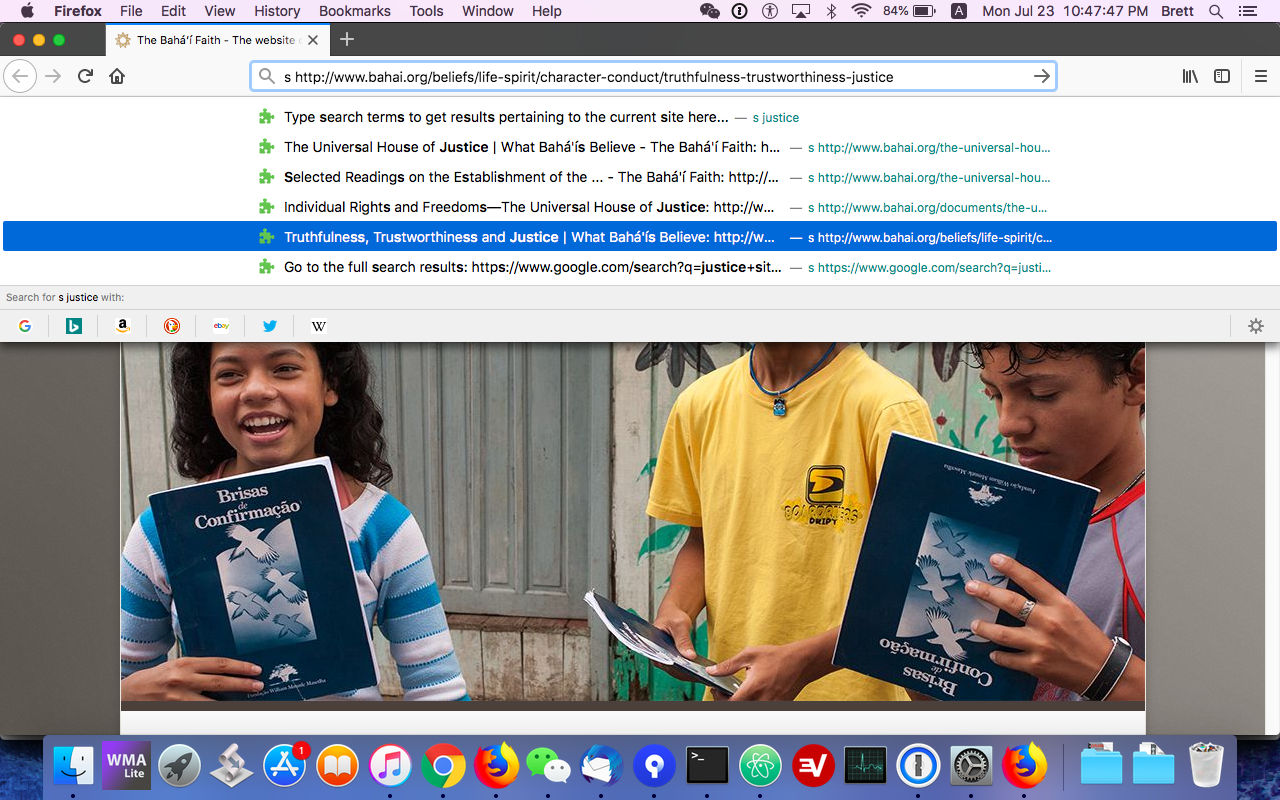 Firefox File Edit View History Bookmarks Tools Window Help 84% A Mon Jul 23 10:47:47 PM Brett
The Bahá'í Faith - The website
s http://www.bahai.org/beliefs/life-spirit/character-conduct/truthfulness-trustworthiness-justice
Type search terms to get results pertaining to the current site here... — s justice
The Universal House of Justice | What Bahá'ís Believe - The Bahá'í Faith: h... — s http://www.bahai.org/the-universal-hou...
Selected Readings on the Establishment of the ... - The Bahá'í Faith: http://... — s http://www.bahai.org/the-universal-hou...
Individual Rights and Freedoms—The Universal House of Justice: http://w... — s http://www.bahai.org/documents/the-u...
Truthfulness, Trustworthiness and Justice | What Bahá'ís Believe: http://w... — s http://www.bahai.org/beliefs/life-spirit/c...
Go to the full search results: https://www.google.com/search?q=justice+sit... — s https://www.google.com/search?q=justi...
Search for s justice with:
G b a ebay W
Brisas
de
Confirmação
Fundação William Monte Masetlha
D
BOARDRIDERS
DRIPY
Brisas
de
Confirmação
WMA
Lite
1
>_